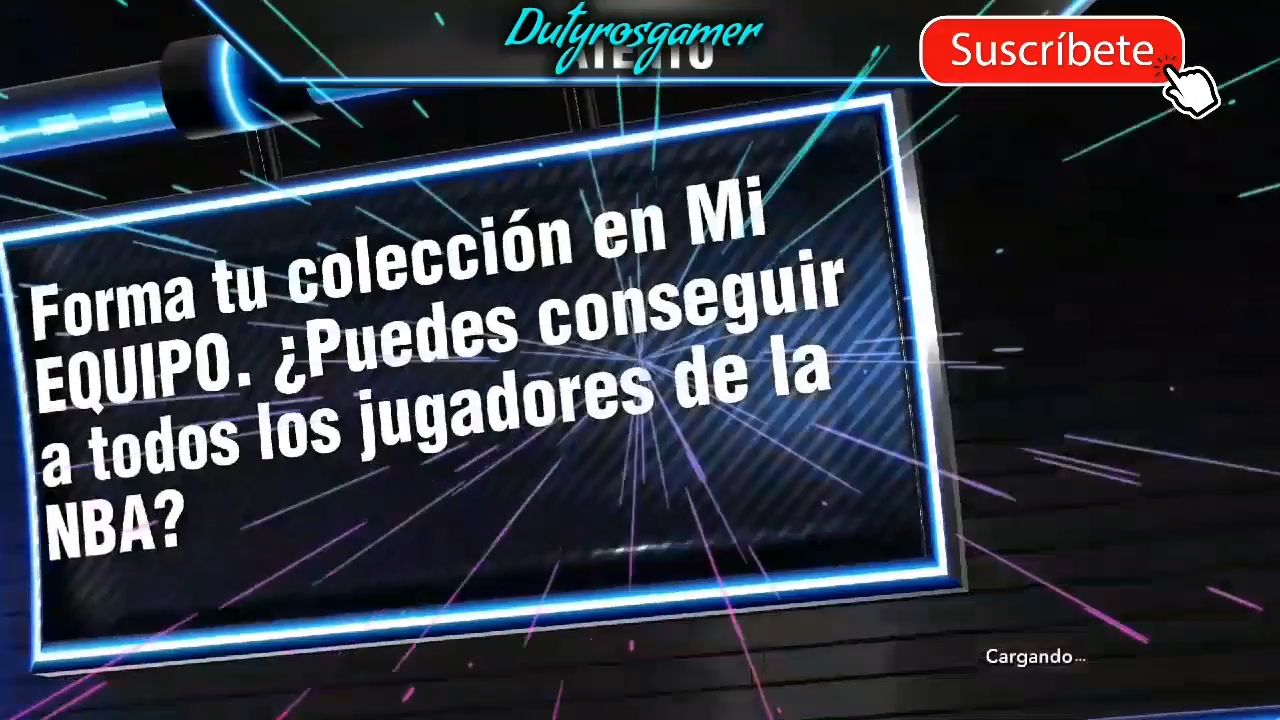 Dutyrosgamer
Suscríbete
Forma tu colección en Mi
EQUIPO. ¿Puedes conseguir
a todos los jugadores de la
NBA?
Cargando...